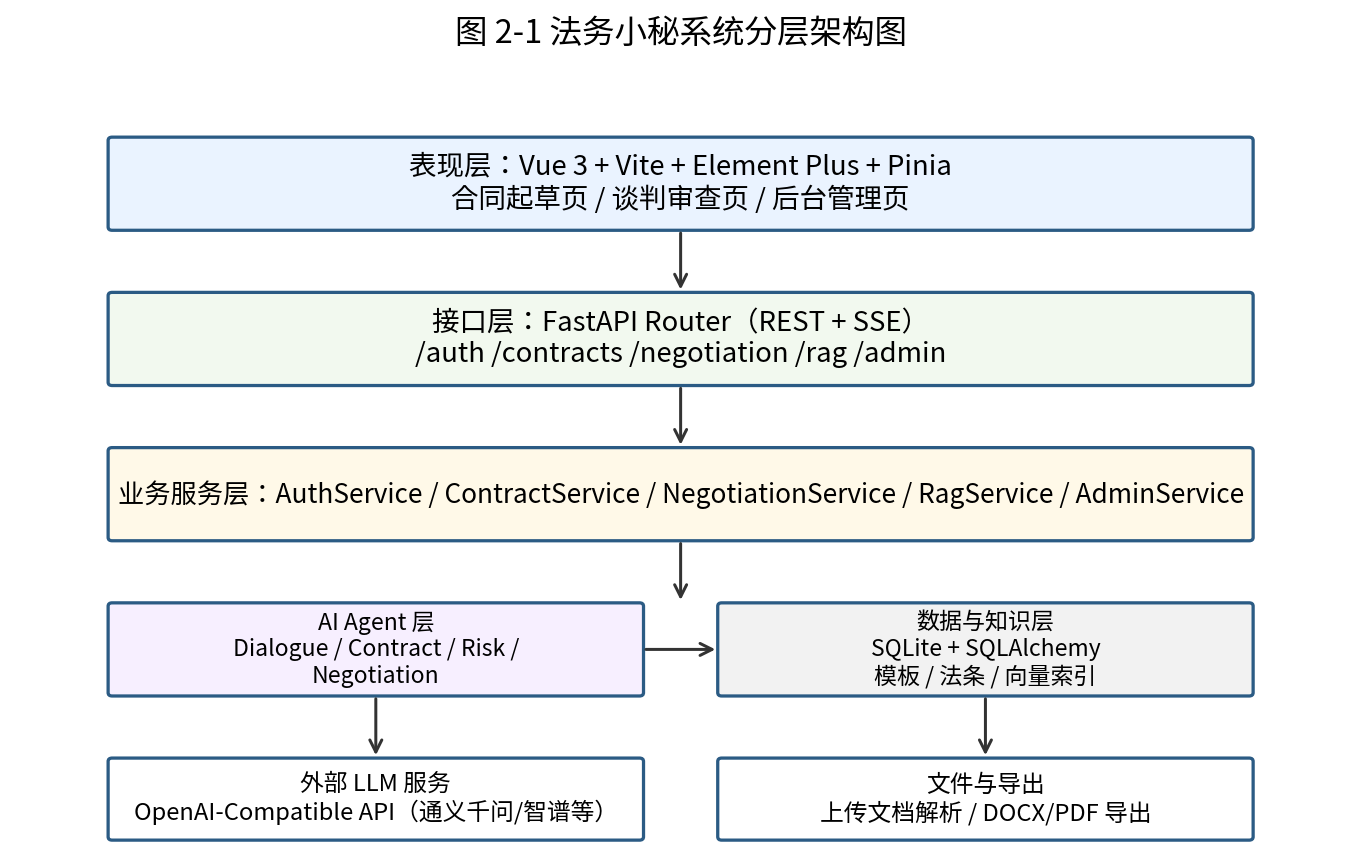 图 2-1 法务小秘系统分层架构图
表现层：Vue 3 + Vite + Element Plus + Pinia
合同起草页 / 谈判审查页 / 后台管理页
接口层：FastAPI Router（REST + SSE）
/auth /contracts /negotiation /rag /admin
业务服务层：AuthService / ContractService / NegotiationService / RagService / AdminService
AI Agent 层
Dialogue / Contract / Risk /
Negotiation
数据与知识层
SQLite + SQLAlchemy
模板 / 法条 / 向量索引
外部 LLM 服务
OpenAI-Compatible API（通义千问/智谱等）
文件与导出
上传文档解析 / DOCX/PDF 导出